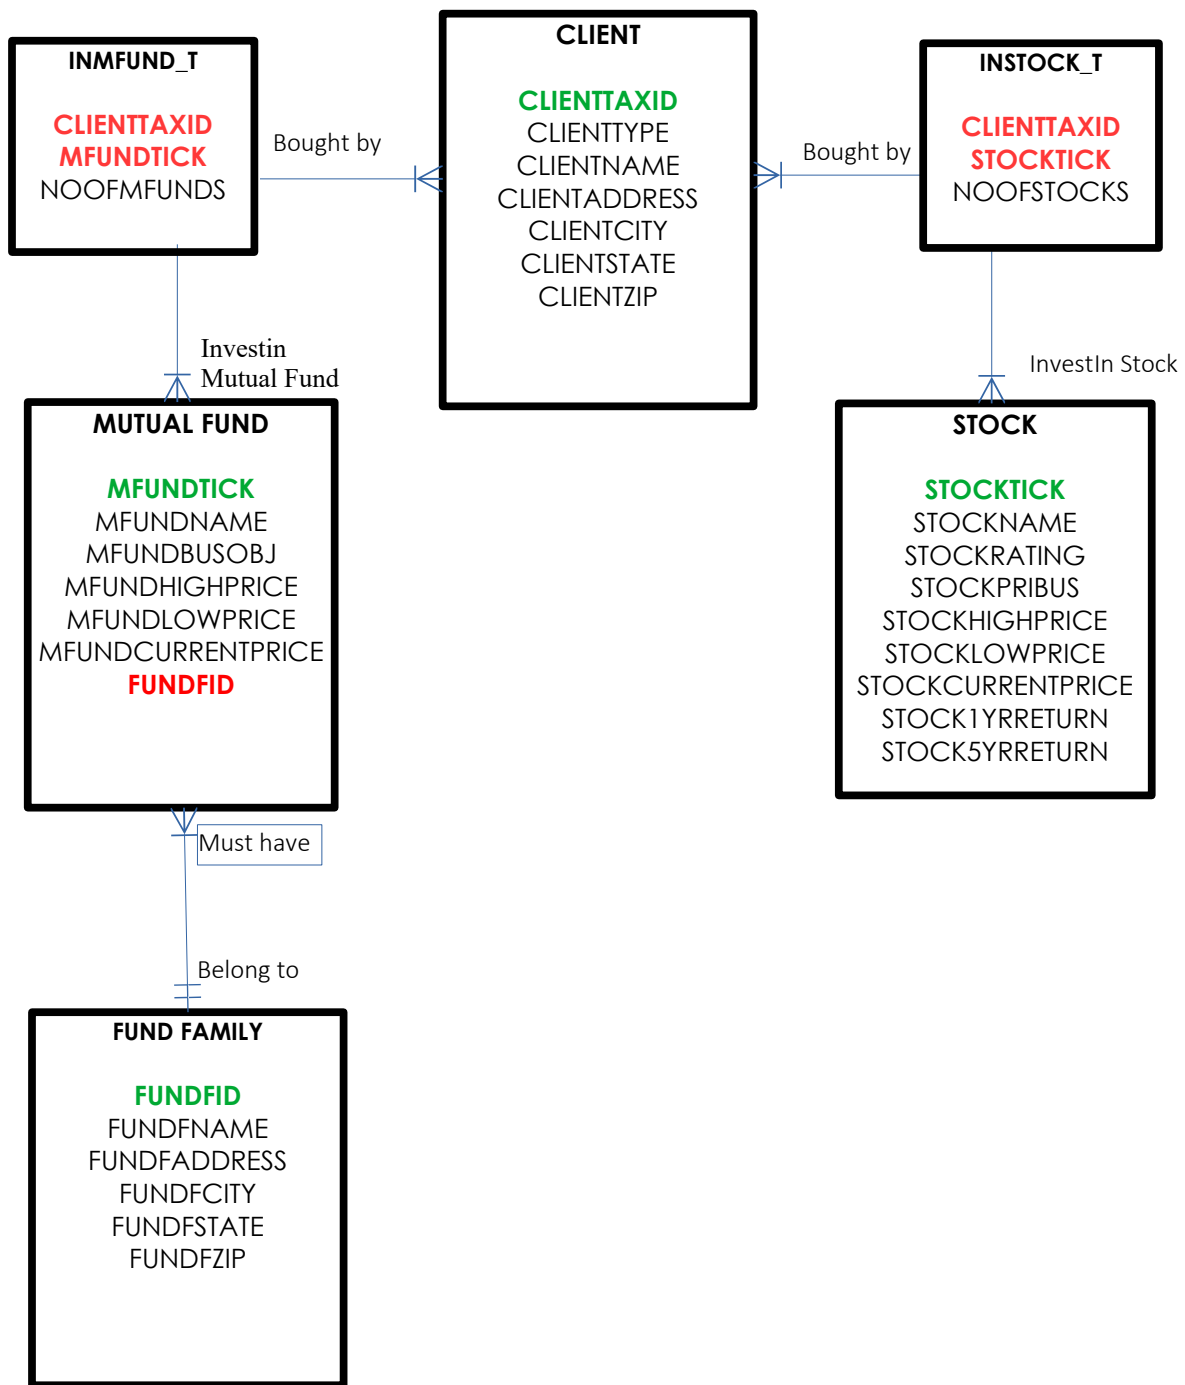 INMFUND_T
CLIENTTAXID
MFUNDTICK
NOOFMFUNDS
Bought by
CLIENT
CLIENTTAXID
CLIENTTYPE
CLIENTNAME
CLIENTADDRESS
CLIENTCITY
CLIENTSTATE
CLIENTZIP
Bought by
INSTOCK_T
CLIENTTAXID
STOCKTICK
NOOFSTOCKS
Investin
Mutual Fund
InvestIn Stock
MUTUAL FUND
MFUNDTICK
MFUNDNAME
MFUNDBUSOBJ
MFUNDHIGHPRICE
MFUNDLOWPRICE
MFUNDCURRENTPRICE
FUNDFID
STOCK
STOCKTICK
STOCKNAME
STOCKRATING
STOCKPRIBUS
STOCKHIGHPRICE
STOCKLOWPRICE
STOCKCURRENTPRICE
STOCK1YRRETURN
STOCK5YRRETURN
Must have
Belong to
FUND FAMILY
FUNDFID
FUNDFNAME
FUNDFADDRESS
FUNDFCITY
FUNDFSTATE
FUNDFZIP